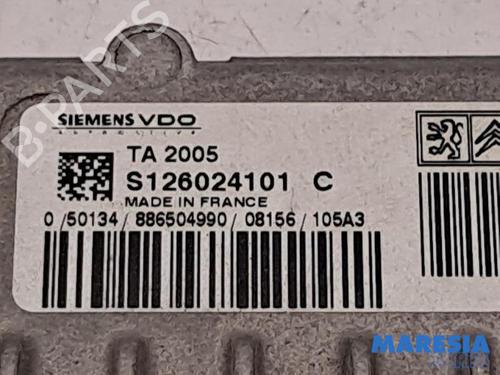 SIEMENS VDO
AUTOMOTIVE
TA 2005
S126024101 C
MADE IN FRANCE
0/50134/886504990/08156/105A3
B-PARTS
MARESIA